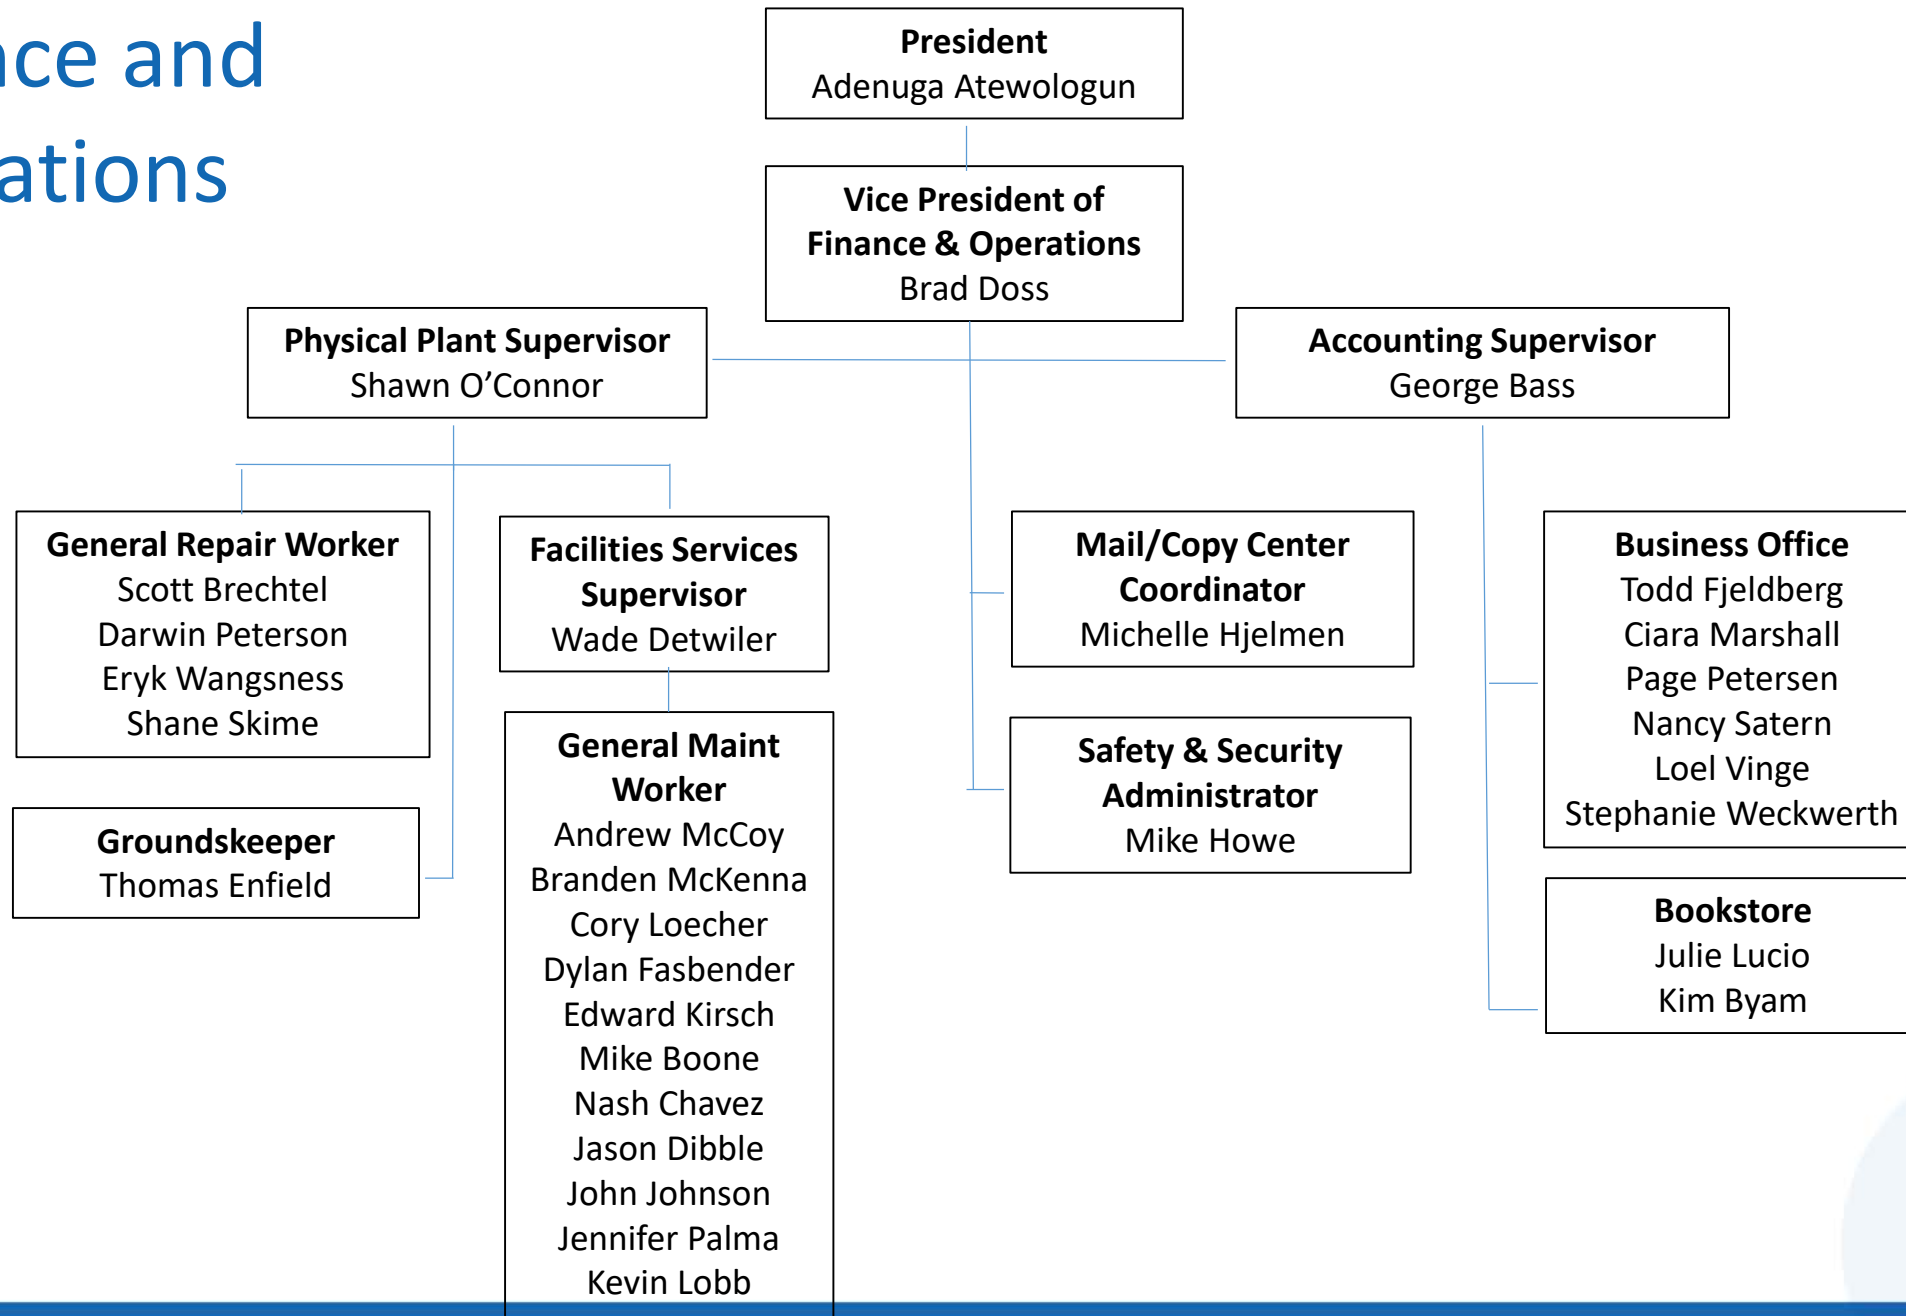 nce and
ations
President
Adenuga Atewologun
Vice President of
Finance & Operations
Brad Doss
Physical Plant Supervisor
Shawn O’Connor
Accounting Supervisor
George Bass
General Repair Worker
Scott Brechtel
Darwin Peterson
Eryk Wangsness
Shane Skime
Groundskeeper
Thomas Enfield
Facilities Services
Supervisor
Wade Detwiler
General Maint
Worker
Andrew McCoy
Branden McKenna
Cory Loecher
Dylan Fasbender
Edward Kirsch
Mike Boone
Nash Chavez
Jason Dibble
John Johnson
Jennifer Palma
Kevin Lobb
Mail/Copy Center
Coordinator
Michelle Hjelmen
Safety & Security
Administrator
Mike Howe
Business Office
Todd Fjeldberg
Ciara Marshall
Page Petersen
Nancy Satern
Loel Vinge
Stephanie Weckwerth
Bookstore
Julie Lucio
Kim Byam